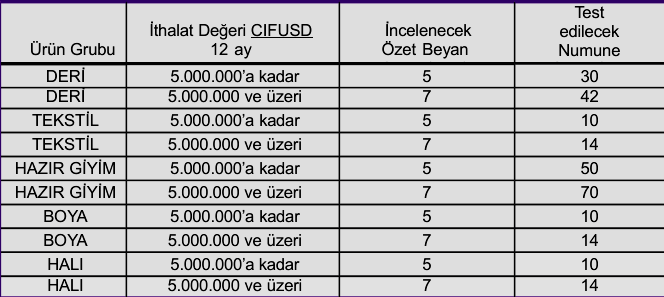 Ürün Grubu
İthalat Değeri CIFUSD
12 ay
İncelenecek
Özet Beyan
Test
edilecek
Numune
DERİ 5.000.000’a kadar 5 30
DERİ 5.000.000 ve üzeri 7 42
TEKSTİL 5.000.000’a kadar 5 10
TEKSTİL 5.000.000 ve üzeri 7 14
HAZIR GİYİM 5.000.000’a kadar 5 50
HAZIR GİYİM 5.000.000 ve üzeri 7 70
BOYA 5.000.000’a kadar 5 10
BOYA 5.000.000 ve üzeri 7 14
HALI 5.000.000’a kadar 5 10
HALI 5.000.000 ve üzeri 7 14